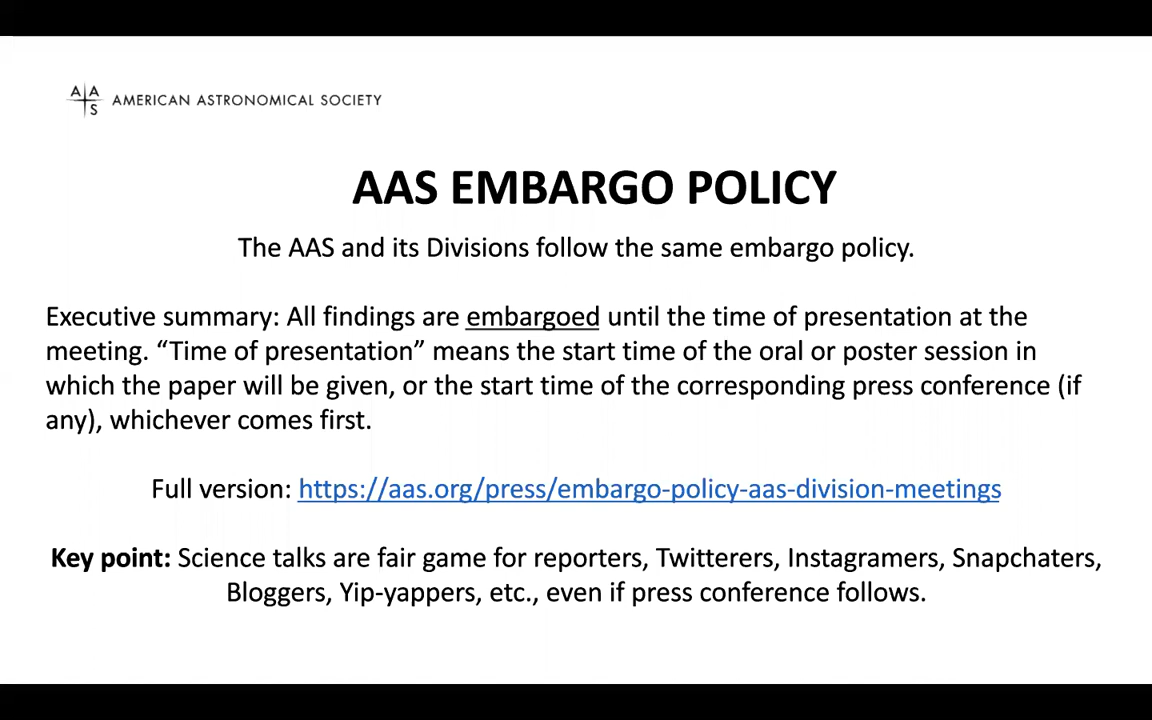 AAS AMERICAN ASTRONOMICAL SOCIETY
AAS EMBARGO POLICY
The AAS and its Divisions follow the same embargo policy.
Executive summary: All findings are embargoed until the time of presentation at the
meeting. “Time of presentation” means the start time of the oral or poster session in
which the paper will be given, or the start time of the corresponding press conference (if
any), whichever comes first.
Full version: https://aas.org/press/embargo-policy-aas-division-meetings
Key point: Science talks are fair game for reporters, Twitterers, Instagramers, Snapchaters,
Bloggers, Yip-yappers, etc., even if press conference follows.